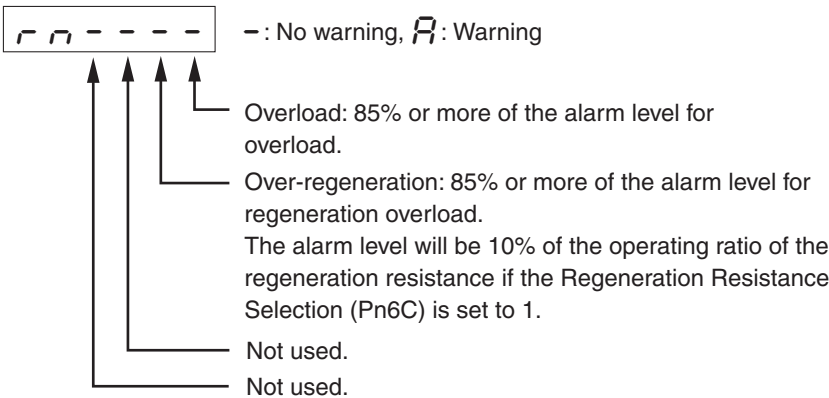 r n - - - -
- : No warning, A : Warning
Overload: 85% or more of the alarm level for
overload.
Over-regeneration: 85% or more of the alarm level for
regeneration overload.
The alarm level will be 10% of the operating ratio of the
regeneration resistance if the Regeneration Resistance
Selection (Pn6C) is set to 1.
Not used.
Not used.